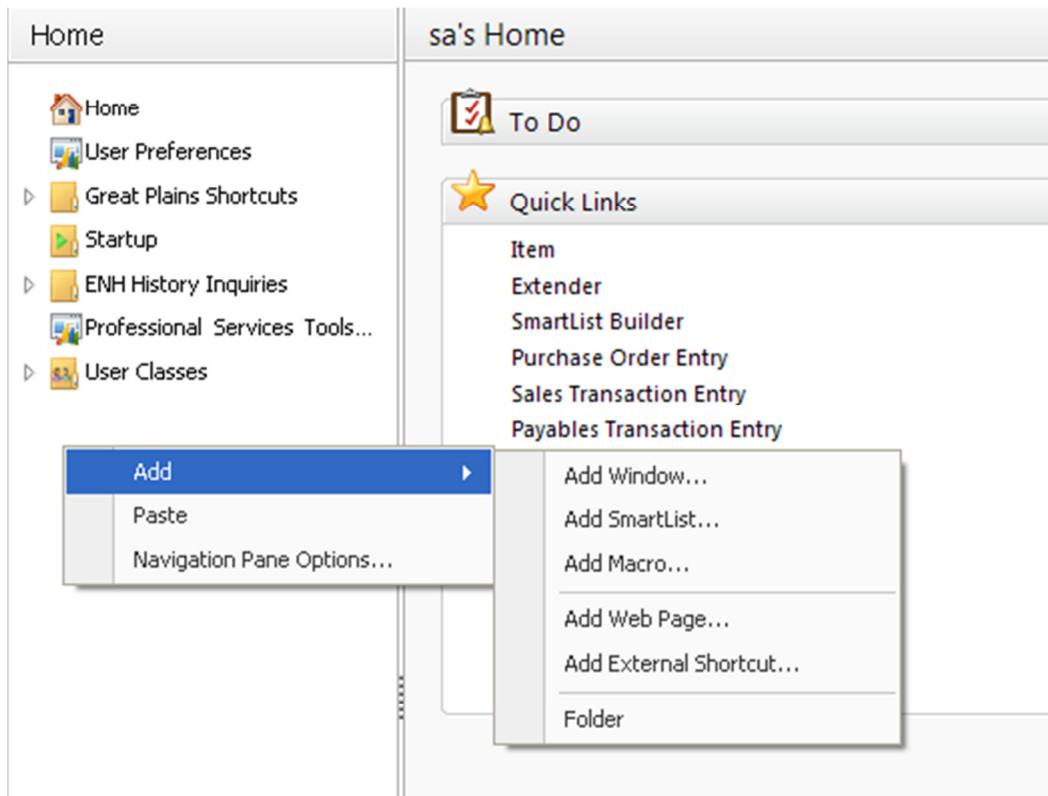 Home
sa's Home
Home
User Preferences
Great Plains Shortcuts
Startup
ENH History Inquiries
Professional Services Tools...
User Classes
To Do
Quick Links
Item
Extender
SmartList Builder
Purchase Order Entry
Sales Transaction Entry
Payables Transaction Entry
Add
Paste
Navigation Pane Options...
Add Window...
Add SmartList...
Add Macro...
Add Web Page...
Add External Shortcut...
Folder